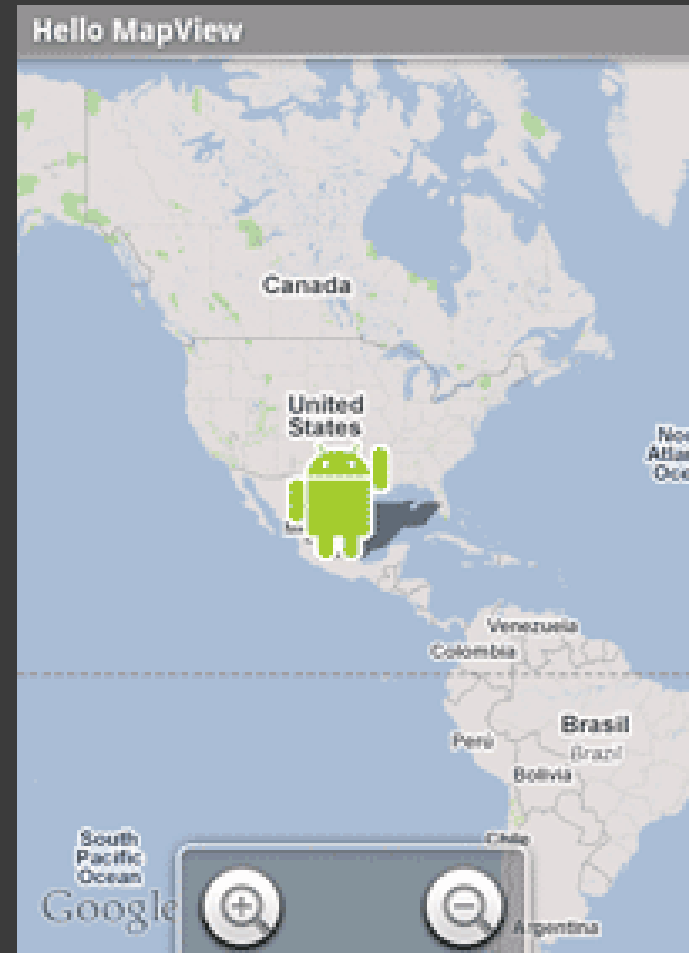 Hello MapView
Canada
United
States
Venezuela
Colombia
Brasil
Brazil
Perú
Bolivia
Chile
South
Pacific
Ocean
Google
Argentina